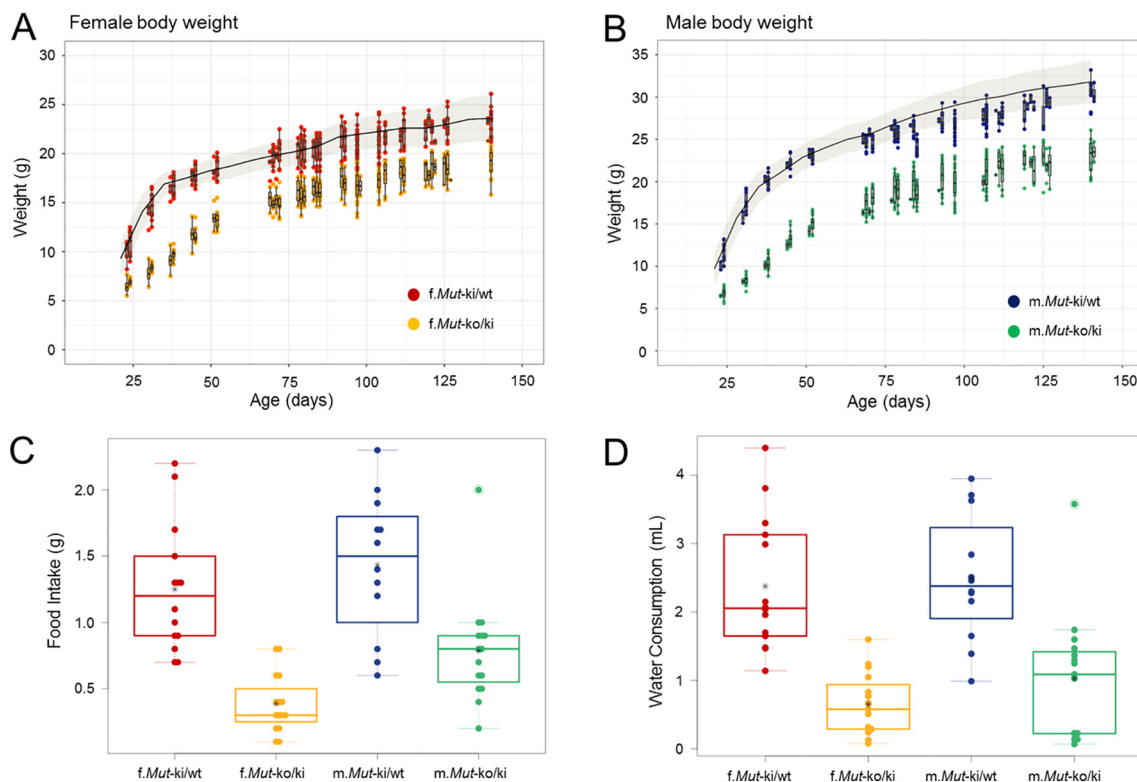 A
Female body weight
Weight (g)
30
25
20
15
10
5
0
f.Mut-ki/wt
f.Mut-ko/ki
25
50
75
100
125
150
Age (days)
B
Male body weight
Weight (g)
35
30
25
20
15
10
5
0
m.Mut-ki/wt
m.Mut-ko/ki
25
50
75
100
125
150
Age (days)
C
Food Intake (g)
2.0
1.5
1.0
0.5
f.Mut-ki/wt
f.Mut-ko/ki
m.Mut-ki/wt
m.Mut-ko/ki
D
Water Consumption (mL)
4
3
2
1
0
f.Mut-ki/wt
f.Mut-ko/ki
m.Mut-ki/wt
m.Mut-ko/ki